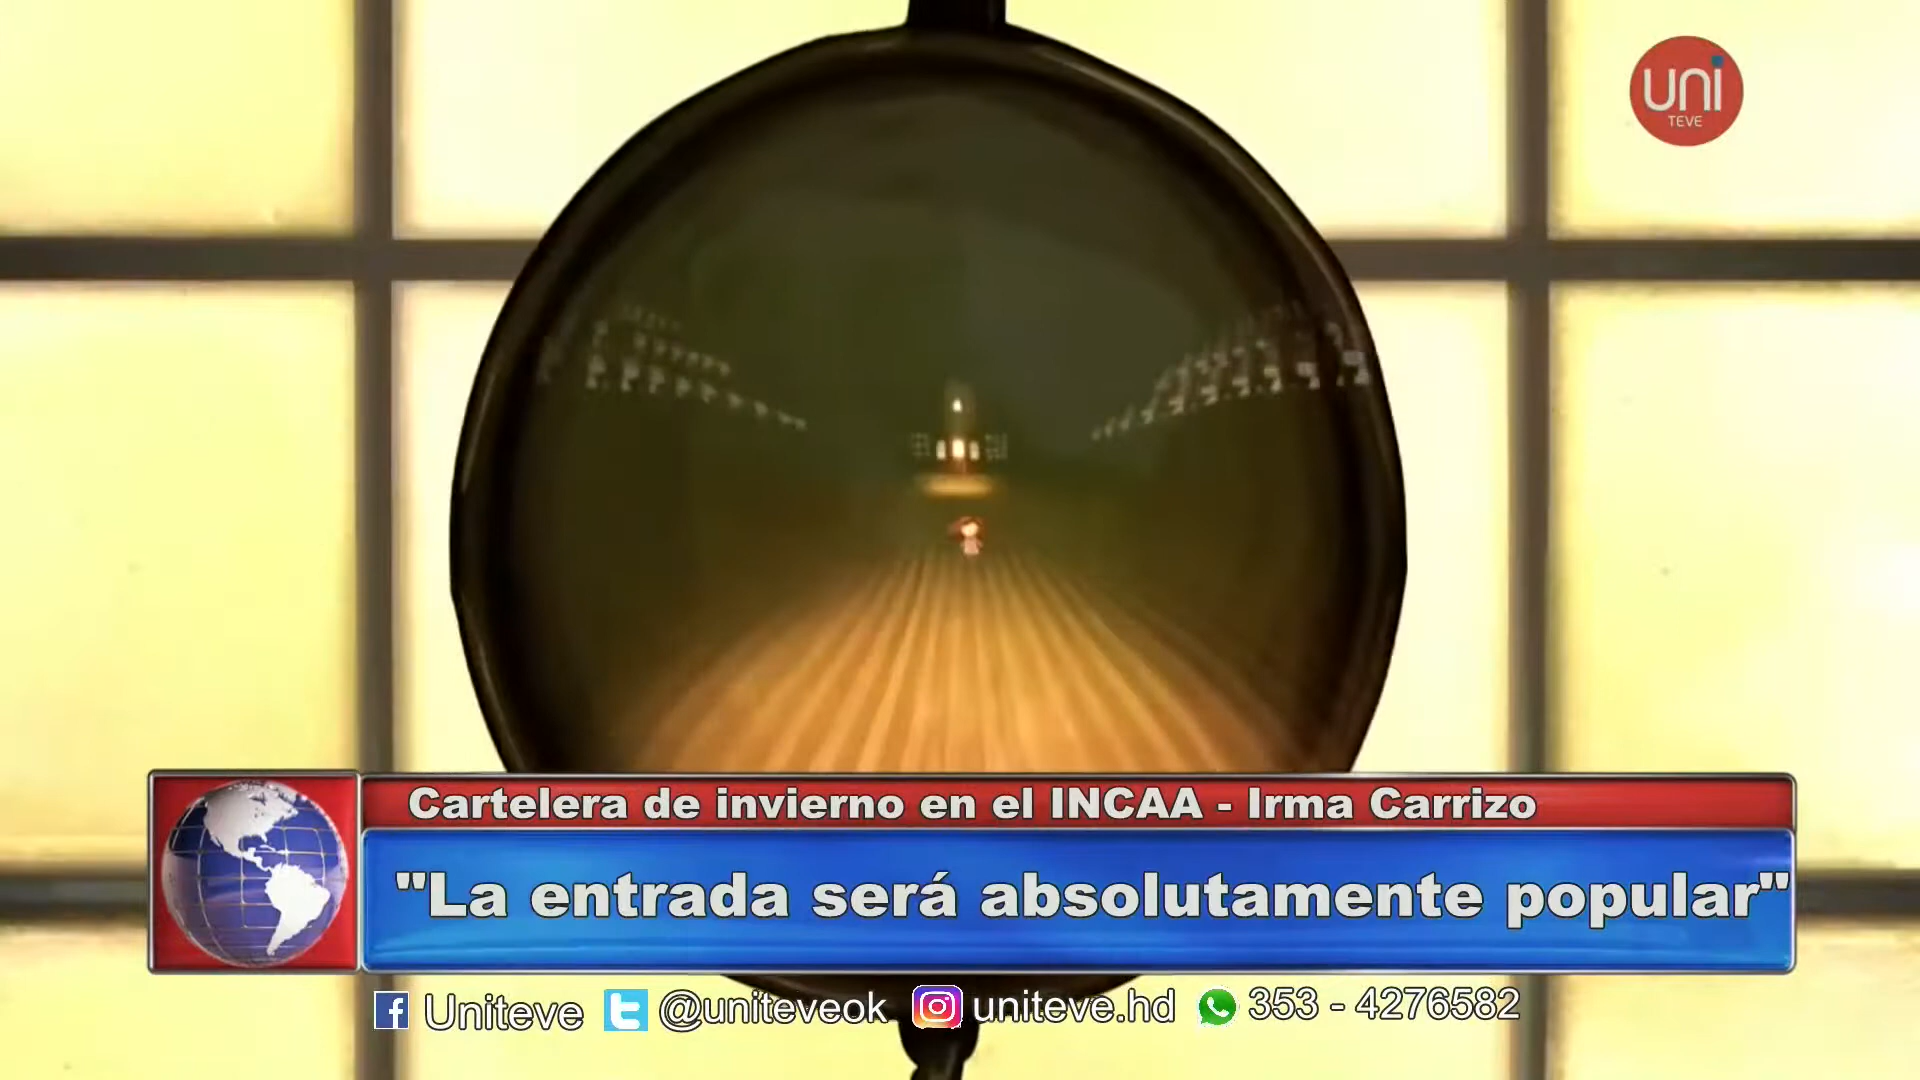 uni
TEVE
Cartelera de invierno en el INCAA - Irma Carrizo
"La entrada será absolutamente popular"
Uniteve @uniteveok uniteve.hd 353 - 4276582